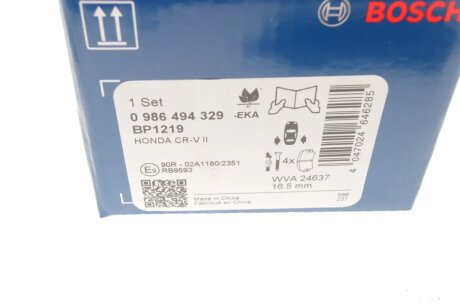 BOSCH
1 Set
0 986 494 329 -EKA
BP1219
HONDA CR-V II
90R - 02A1180/2351
RB9593
4x
WVA 24637
16.5 mm
Made in China
Fabriqué en Chine
4 047024 646285